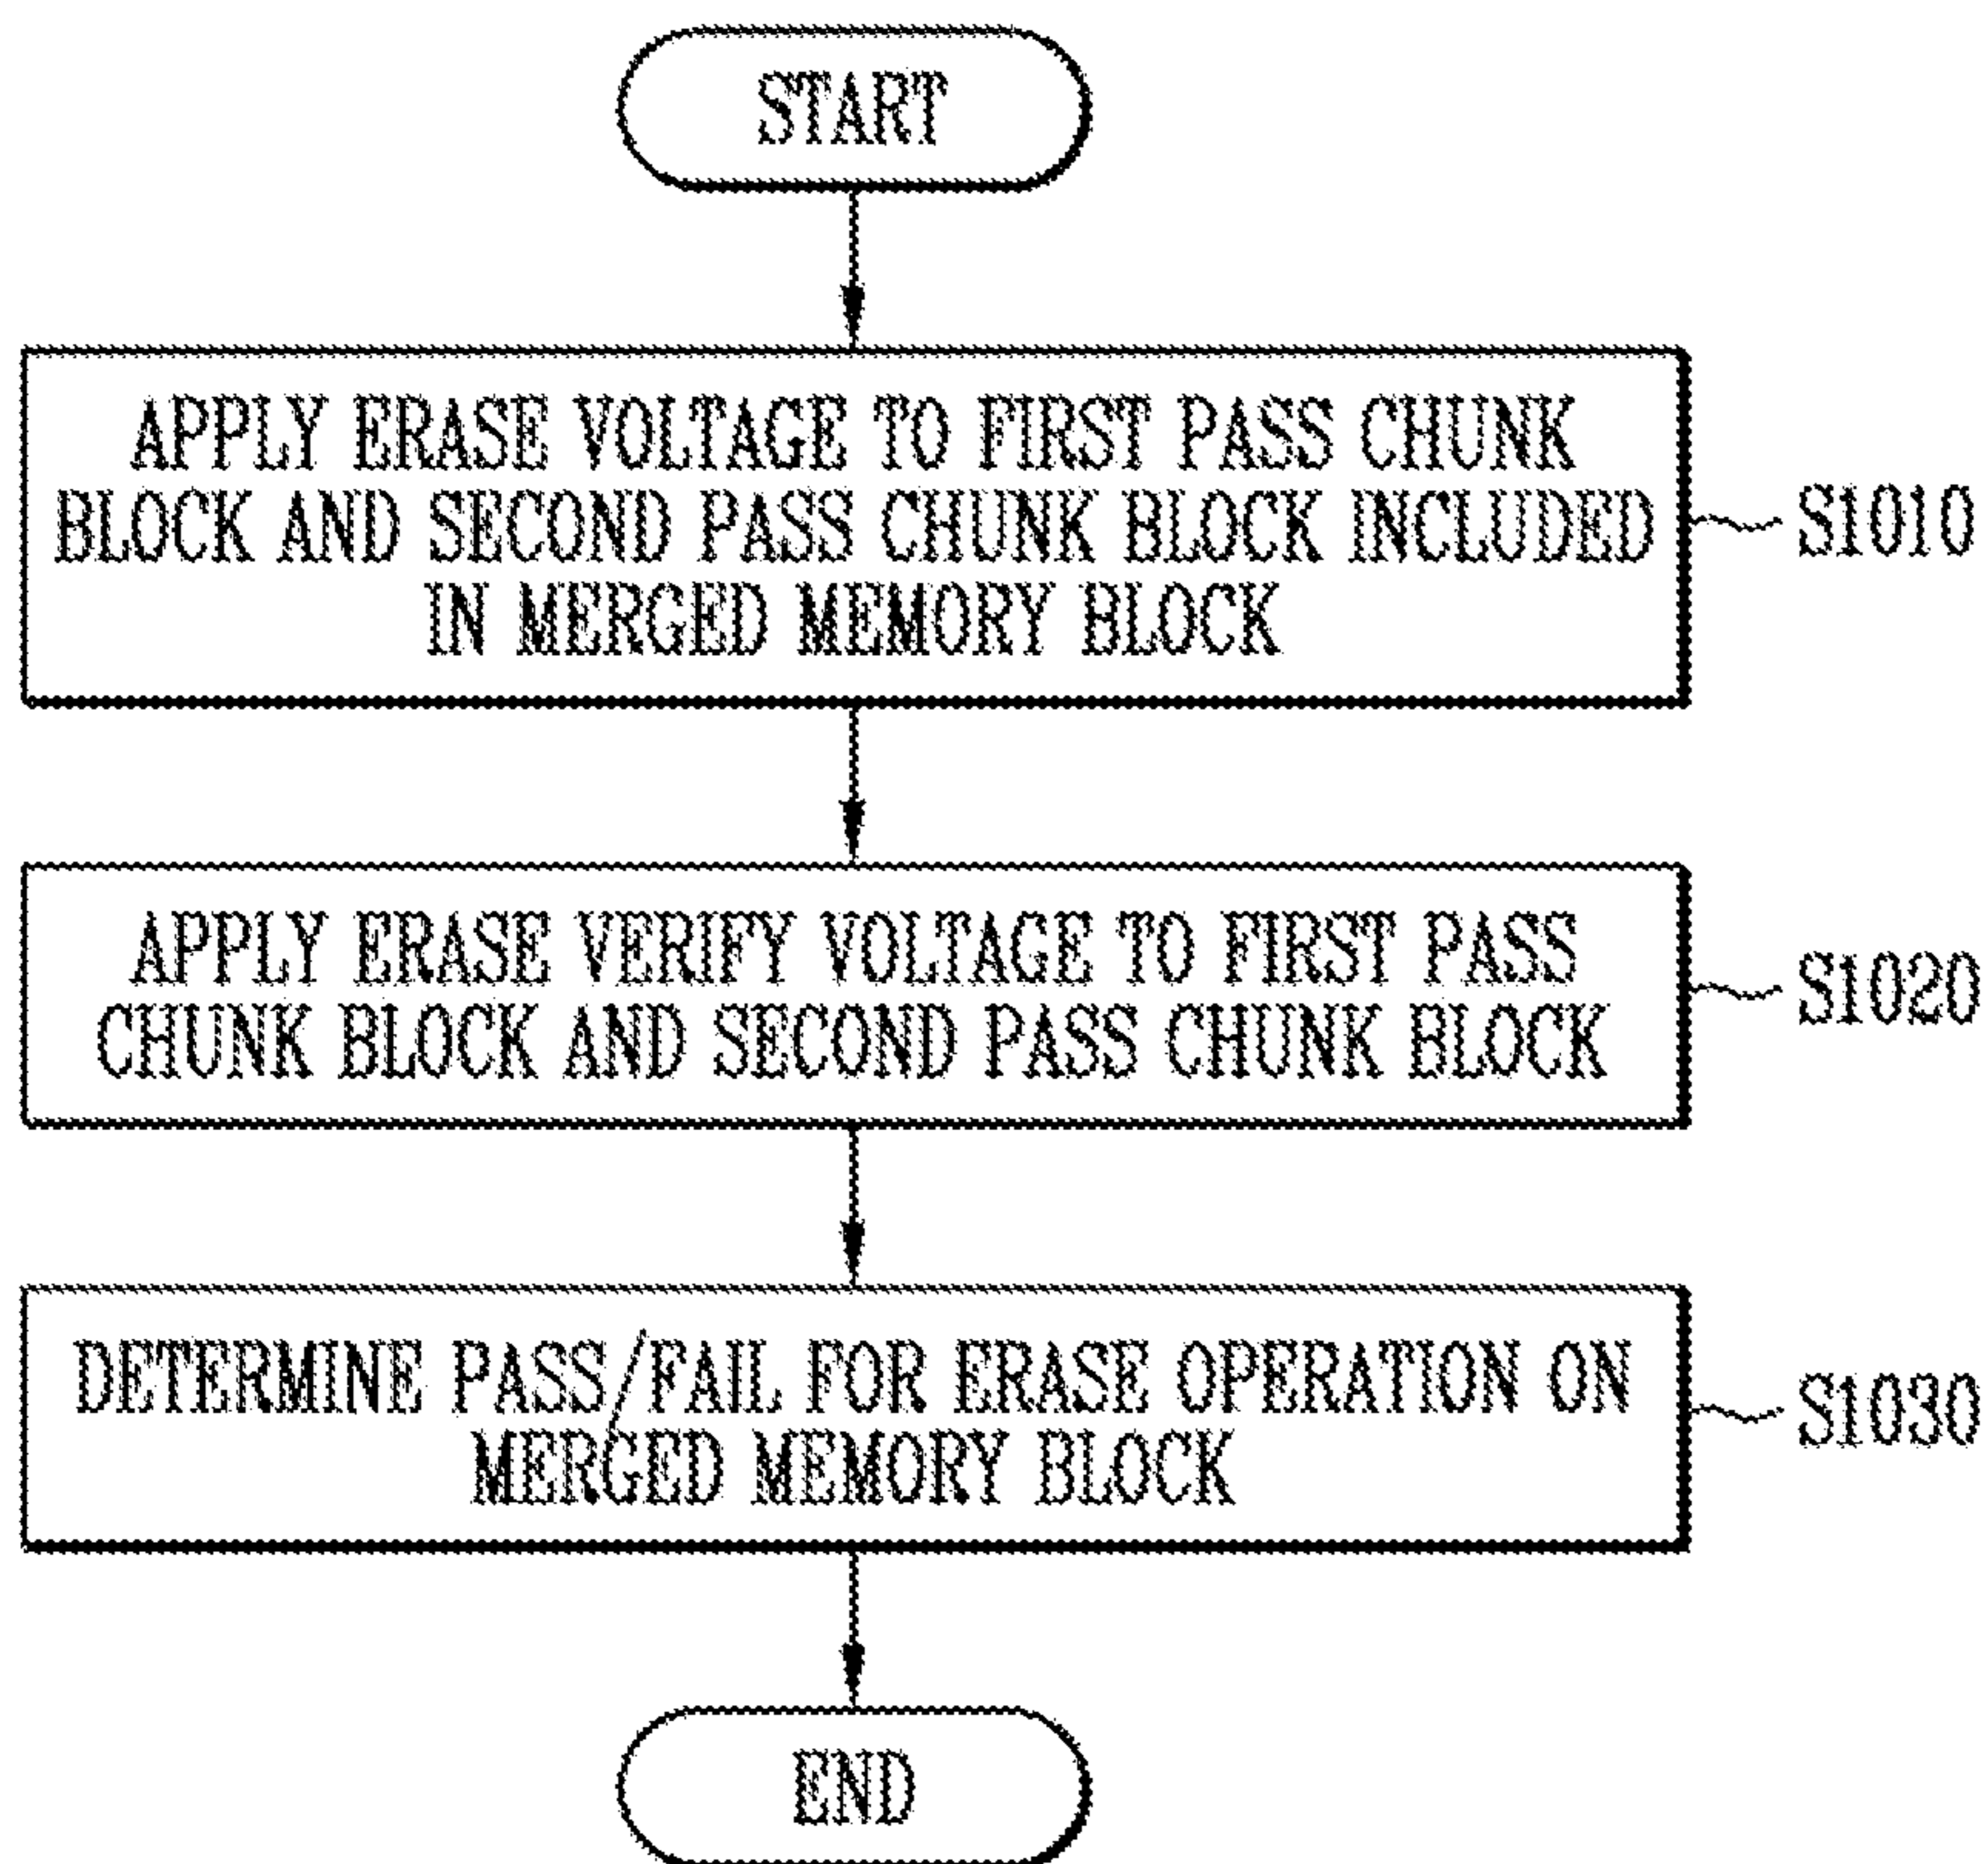 START
APPLY ERASE VOLTAGE TO FIRST PASS CHUNK
BLOCK AND SECOND PASS CHUNK BLOCK INCLUDED
IN MERGED MEMORY BLOCK
S1010
APPLY ERASE VERIFY VOLTAGE TO FIRST PASS
CHUNK BLOCK AND SECOND PASS CHUNK BLOCK
S1020
DETERMINE PASS/FAIL FOR ERASE OPERATION ON
MERGED MEMORY BLOCK
S1030
END